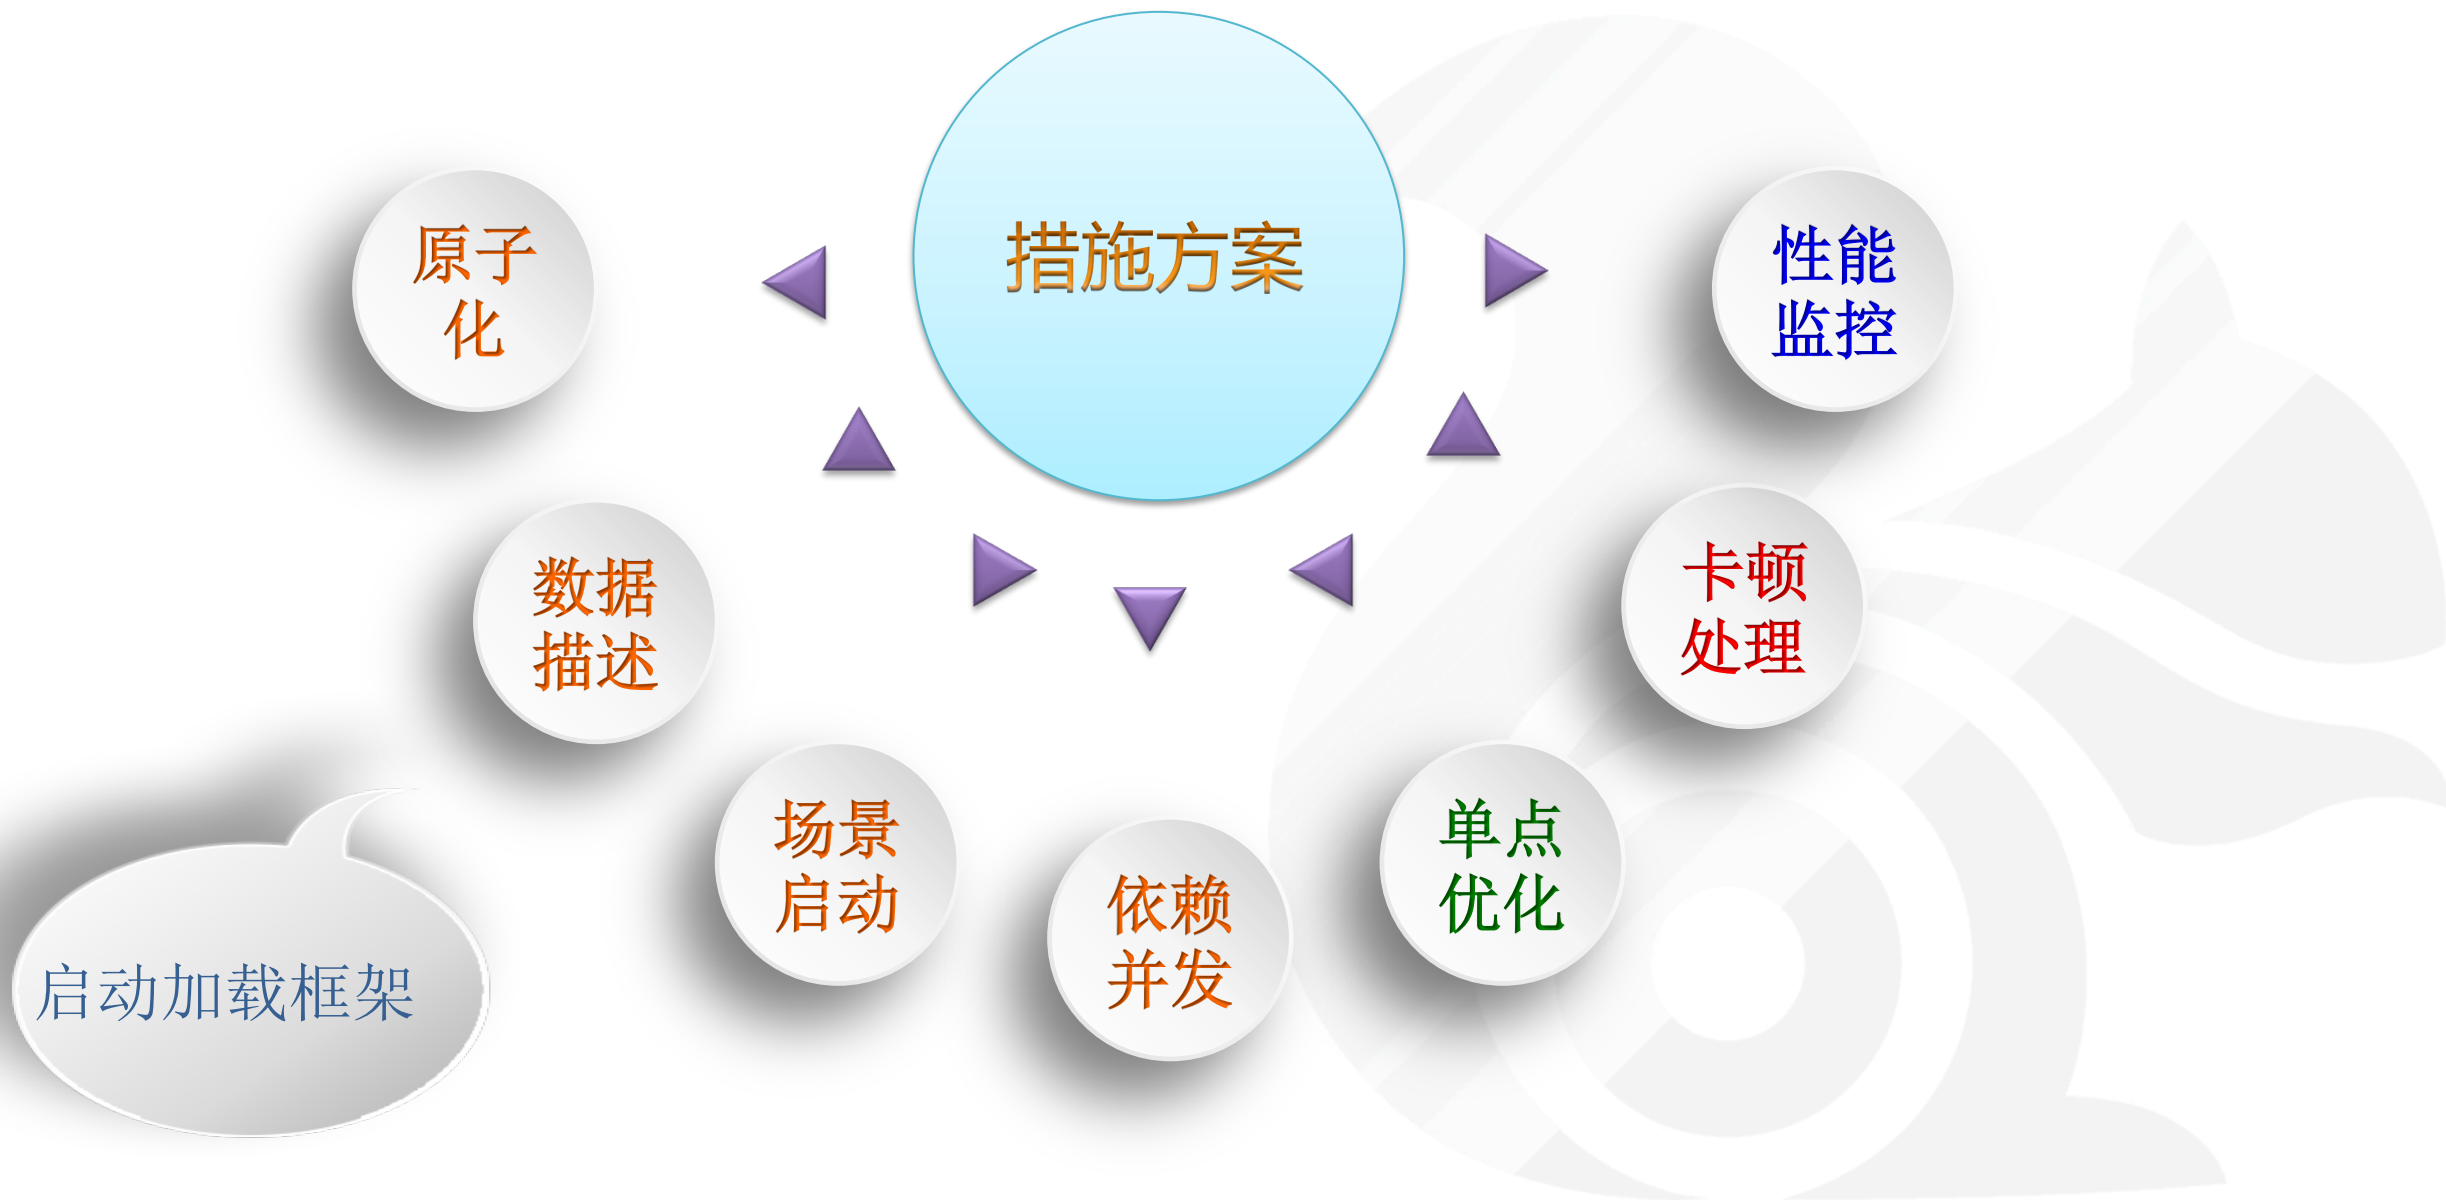 措施方案
原子
化
数据
描述
场景
启动
依赖
并发
单点
优化
卡顿
处理
性能
监控
启动加载框架